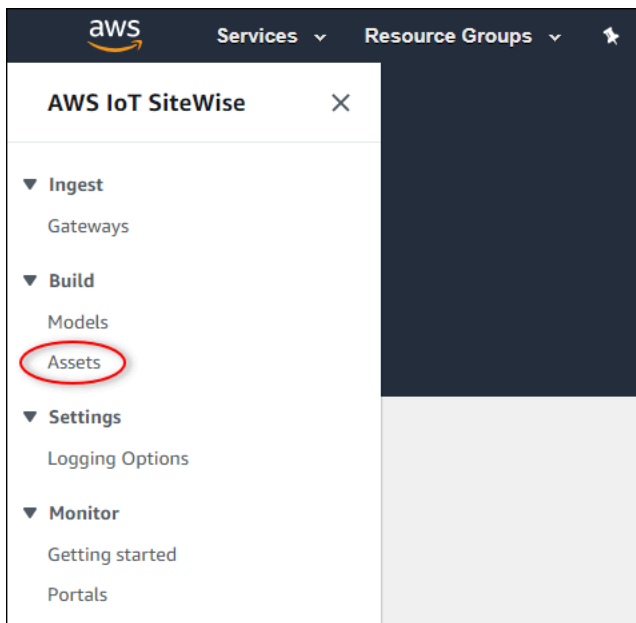 aws Services Resource Groups
AWS IoT SiteWise
Ingest
Gateways
Build
Models
Assets
Settings
Logging Options
Monitor
Getting started
Portals